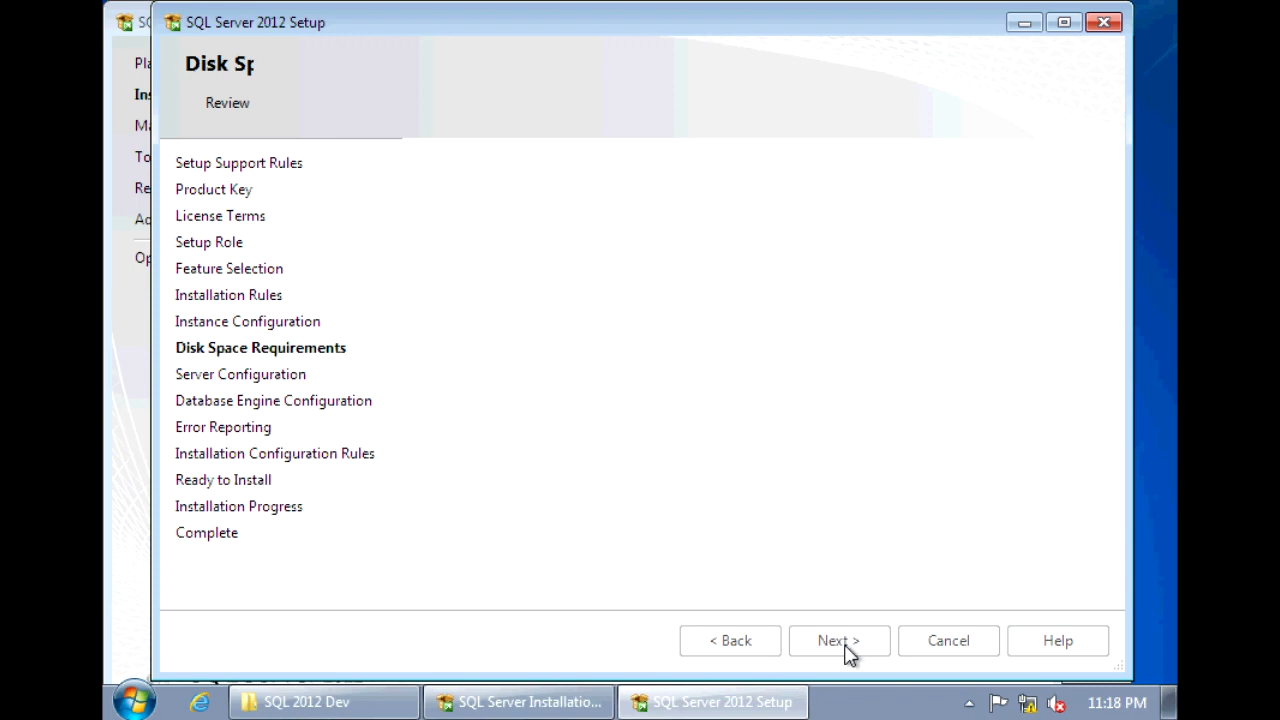 SQL Server 2012 Setup
Disk Sp
Review
Setup Support Rules
Product Key
License Terms
Setup Role
Feature Selection
Installation Rules
Instance Configuration
Disk Space Requirements
Server Configuration
Database Engine Configuration
Error Reporting
Installation Configuration Rules
Ready to Install
Installation Progress
Complete
< Back
Next >
Cancel
Help
SQL 2012 Dev
SQL Server Installatio...
SQL Server 2012 Setup
11:18 PM